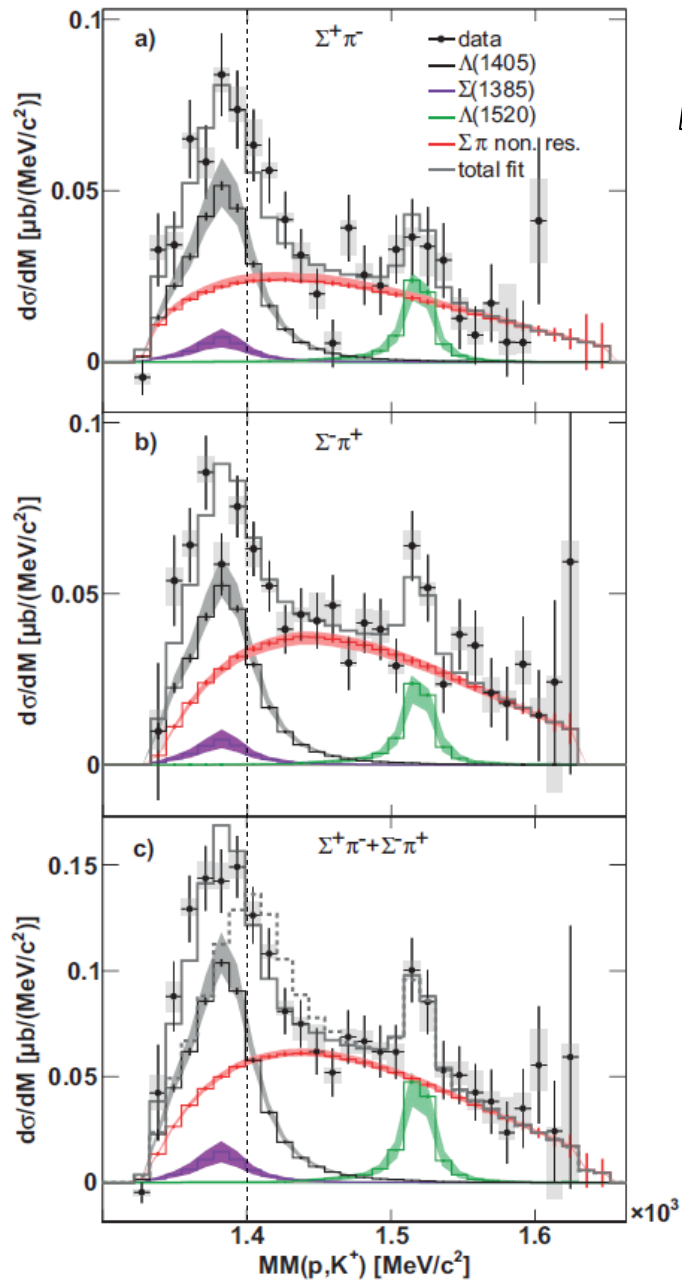 a)
Σ⁺π⁻
data
Λ(1405)
Σ(1385)
Λ(1520)
Σ π non. res.
total fit
0.1
0.05
0
dσ/dM [μb/(MeV/c²)]
b)
Σ⁻π⁺
0.1
0.05
0
dσ/dM [μb/(MeV/c²)]
c)
Σ⁺π⁻+Σ⁻π⁺
0.15
0.1
0.05
0
dσ/dM [μb/(MeV/c²)]
1.4 1.5 1.6 ×10³
MM(p,K⁺) [MeV/c²]